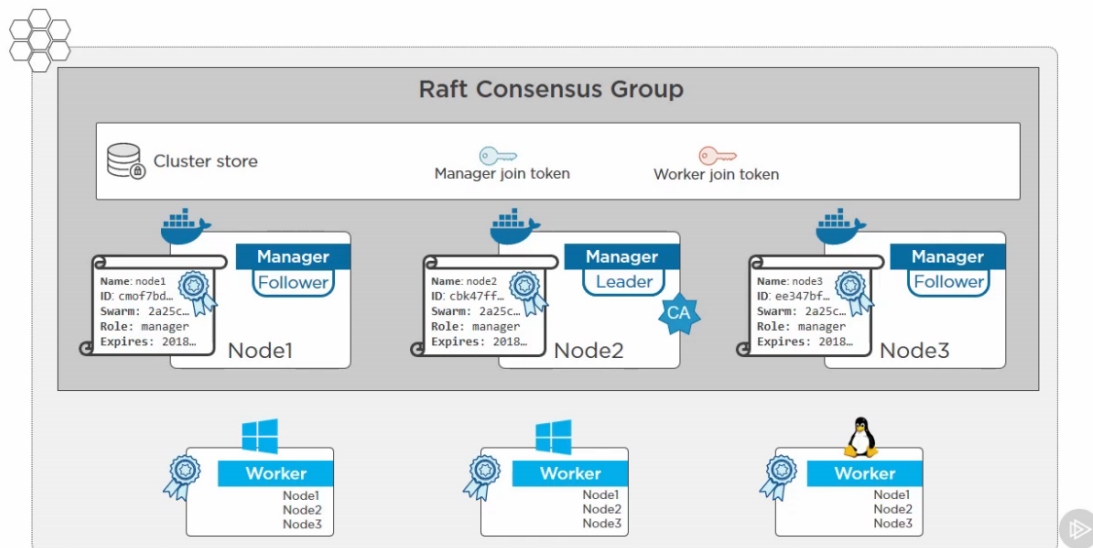 Raft Consensus Group
Cluster store
Manager join token
Worker join token
Manager
Follower
Name: node1
ID: cmof7bd…
Swarm: 2a25c…
Role: manager
Expires: 2018…
Node1
Manager
Leader
Name: node2
ID: cbk47ff…
Swarm: 2a25c…
Role: manager
Expires: 2018…
CA
Node2
Manager
Follower
Name: node3
ID: ee347bf…
Swarm: 2a25c…
Role: manager
Expires: 2018…
Node3
Worker
Node1
Node2
Node3
Worker
Node1
Node2
Node3
Worker
Node1
Node2
Node3